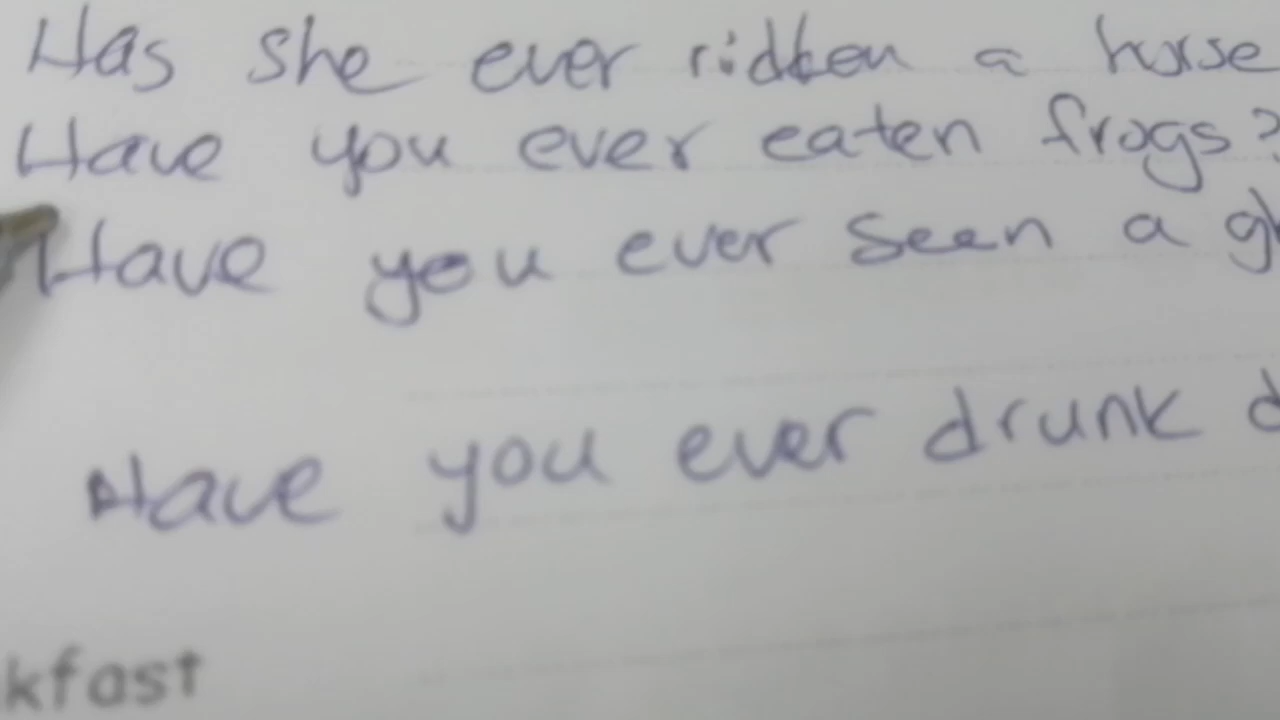 Has she ever ridden a horse
Have you ever eaten frogs?
Have you ever seen a
Have you ever drunk
kfast